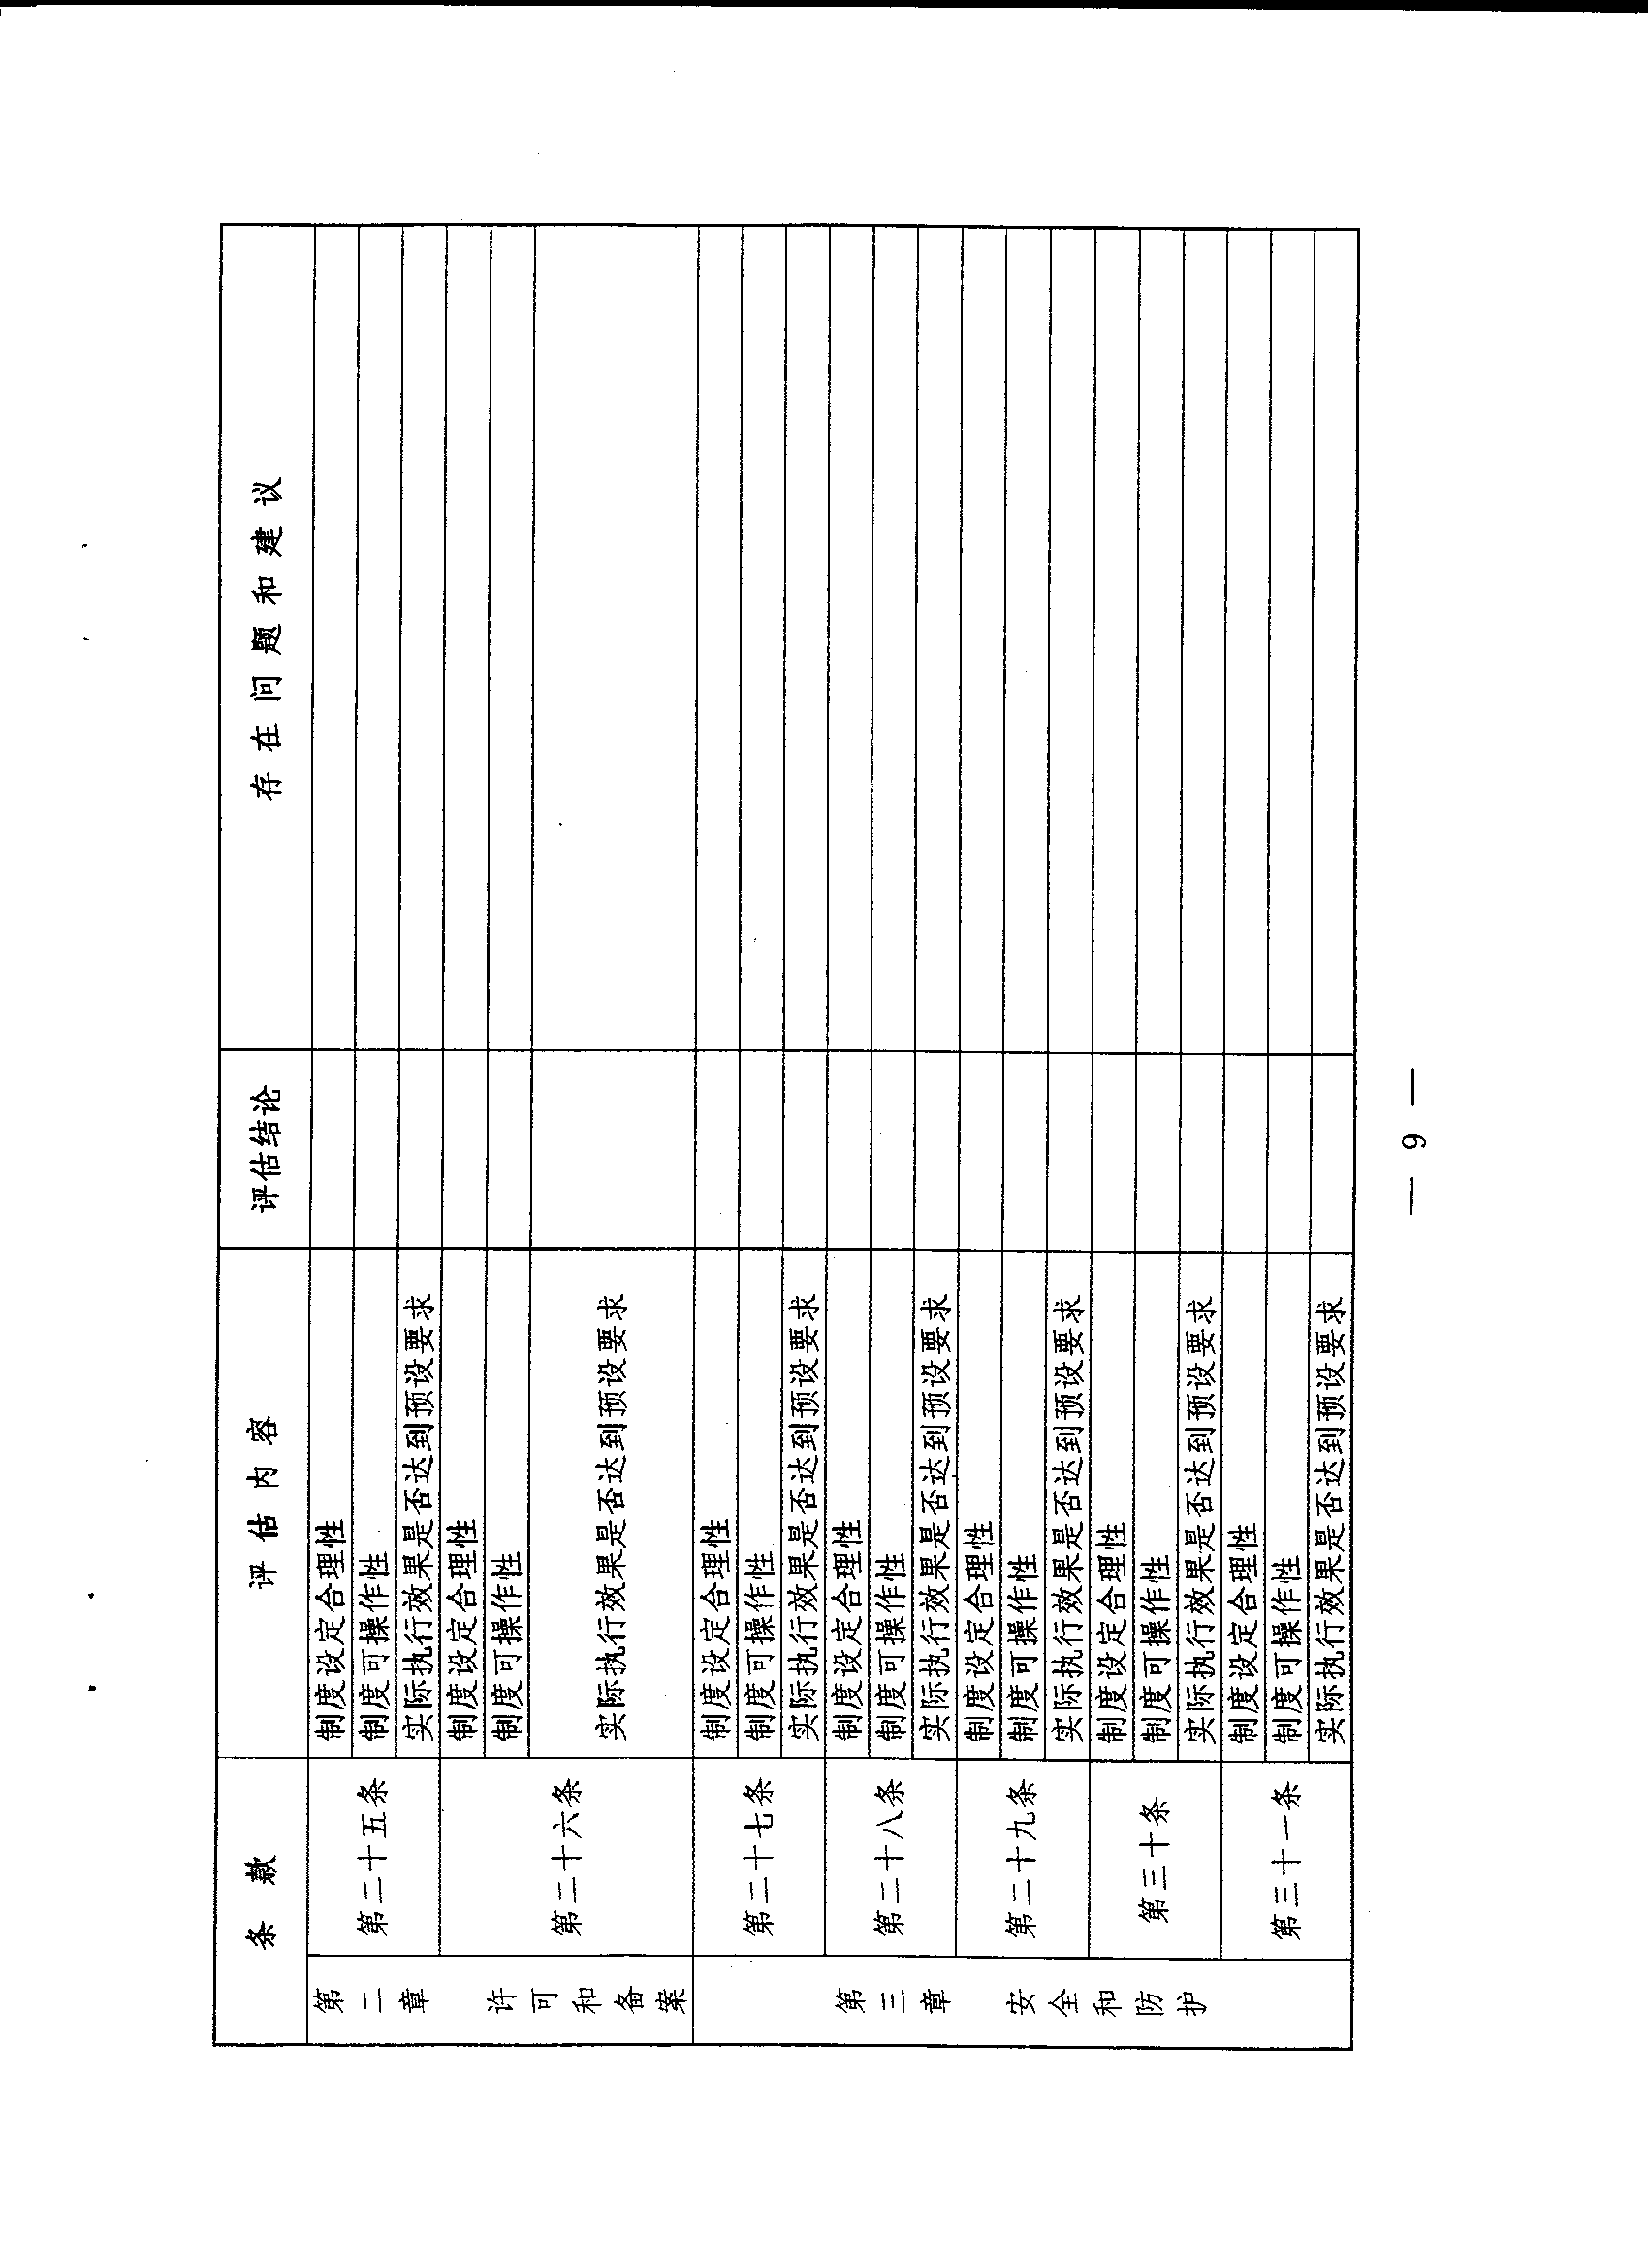 条 款 评 估 内 容 评估结论 存 在 问 题 和 建 议
第二章 许可和备案
第二十五条
制度设定合理性
制度可操作性
实际执行效果是否达到预设要求
第二十六条
制度设定合理性
制度可操作性
实际执行效果是否达到预设要求
第三章 安全和防护
第二十七条
制度设定合理性
制度可操作性
实际执行效果是否达到预设要求
第二十八条
制度设定合理性
制度可操作性
实际执行效果是否达到预设要求
第二十九条
制度设定合理性
制度可操作性
实际执行效果是否达到预设要求
第三十条
制度设定合理性
制度可操作性
实际执行效果是否达到预设要求
第三十一条
制度设定合理性
制度可操作性
实际执行效果是否达到预设要求
— 9 —